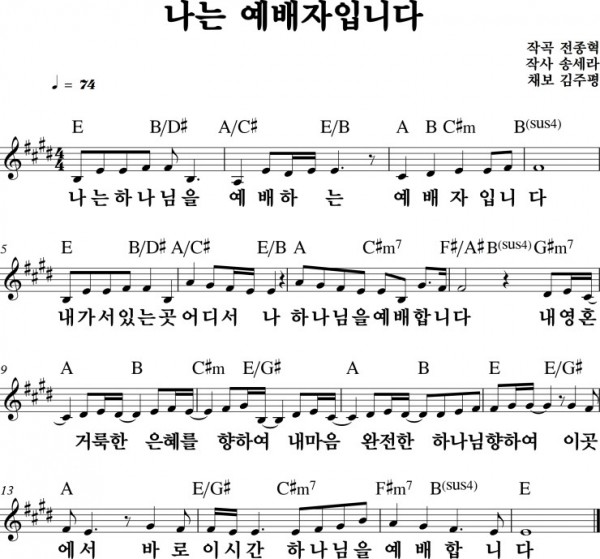 나는 예배자입니다
작곡 전종혁
작사 송세라
채보 김주평
♩ = 74
E B/D# A/C# E/B A B C#m B(sus4)
4/4
나는하나님을 예배하는 예배자입니다
5 E B/D# A/C# E/B A C#m7 F#/A# B(sus4) G#m7
내가서있는곳어디서 나 하나님을예배합니다 내영혼
9 A B C#m E/G# A B E E/G#
거룩한 은혜를 향하여 내마음 완전한 하나님향하여 이곳
13 A E/G# C#m7 F#m7 B(sus4) E
에서 바로이시간 하나님을 예배합니다